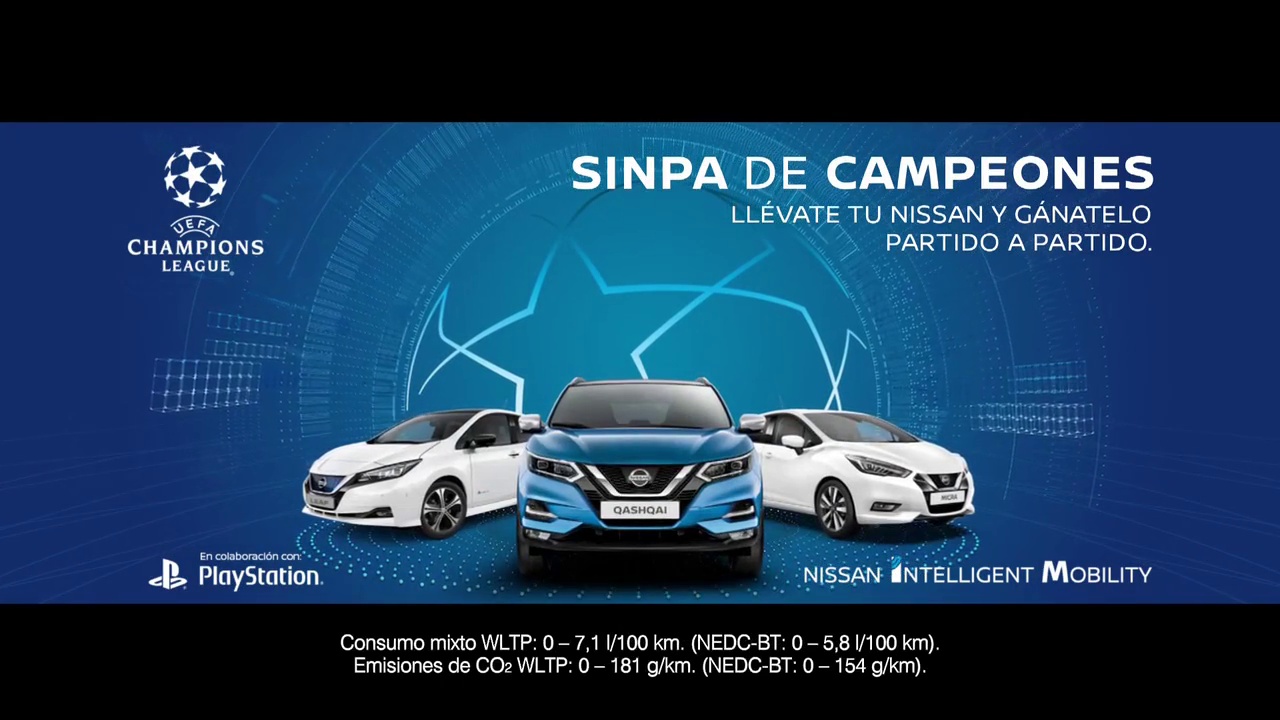 SINPA DE CAMPEONES
LLÉVATE TU NISSAN Y GÁNATELO
PARTIDO A PARTIDO.
UEFA
CHAMPIONS
LEAGUE
LEAF
NISSAN
QASHQAI
MICRA
En colaboración con:
PlayStation
NISSAN INTELLIGENT MOBILITY
Consumo mixto WLTP: 0 – 7,1 l/100 km. (NEDC-BT: 0 – 5,8 l/100 km).
Emisiones de CO2 WLTP: 0 – 181 g/km. (NEDC-BT: 0 – 154 g/km).